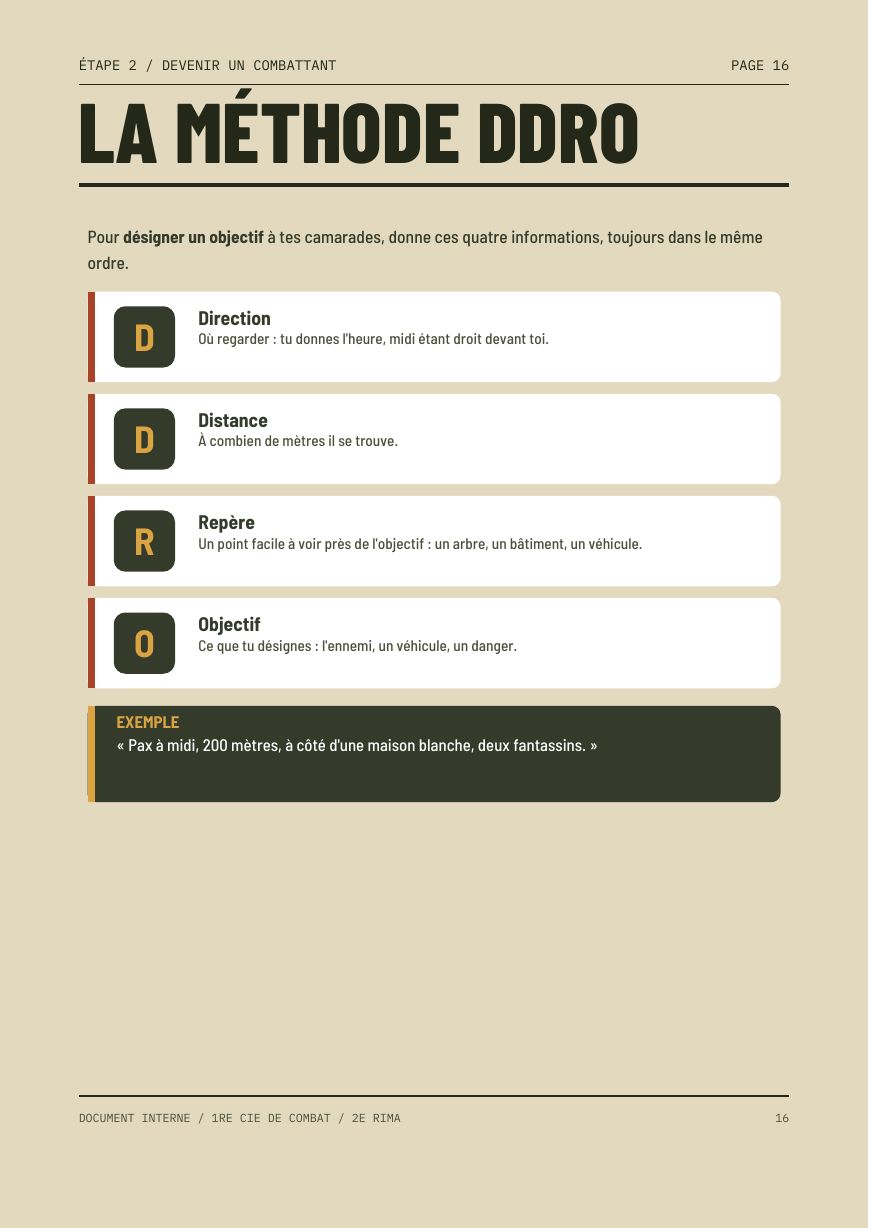 ÉTAPE 2 / DEVENIR UN COMBATTANT
PAGE 16
LA MÉTHODE DDRO
Pour désigner un objectif à tes camarades, donne ces quatre informations, toujours dans le même
ordre.
D
Direction
Où regarder : tu donnes l'heure, midi étant droit devant toi.
D
Distance
À combien de mètres il se trouve.
R
Repère
Un point facile à voir près de l'objectif : un arbre, un bâtiment, un véhicule.
O
Objectif
Ce que tu désignes : l'ennemi, un véhicule, un danger.
EXEMPLE
« Pax à midi, 200 mètres, à côté d'une maison blanche, deux fantassins. »
DOCUMENT INTERNE / 1RE CIE DE COMBAT / 2E RIMA
16